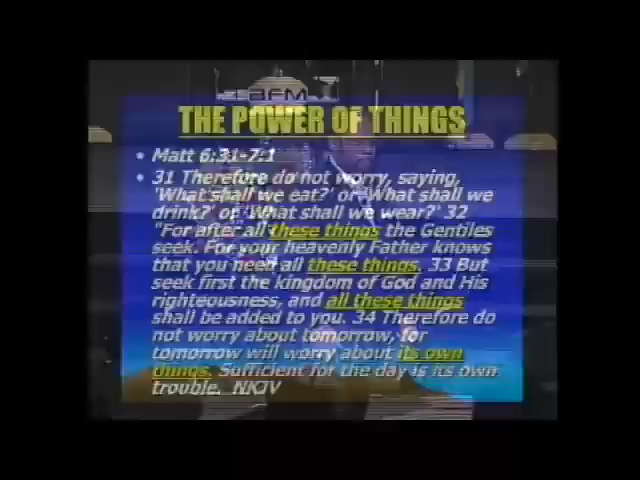 BFM
THE POWER OF THINGS
• Matt 6:31-7:1
• 31 Therefore do not worry, saying,
'What shall we eat?' or 'What shall we
drink?' or 'What shall we wear?' 32
"For after all these things the Gentiles
seek. For your heavenly Father knows
that you need all these things. 33 But
seek first the kingdom of God and His
righteousness, and all these things
shall be added to you. 34 Therefore do
not worry about tomorrow, for
tomorrow will worry about its own
things. Sufficient for the day is its own
trouble. NKJV